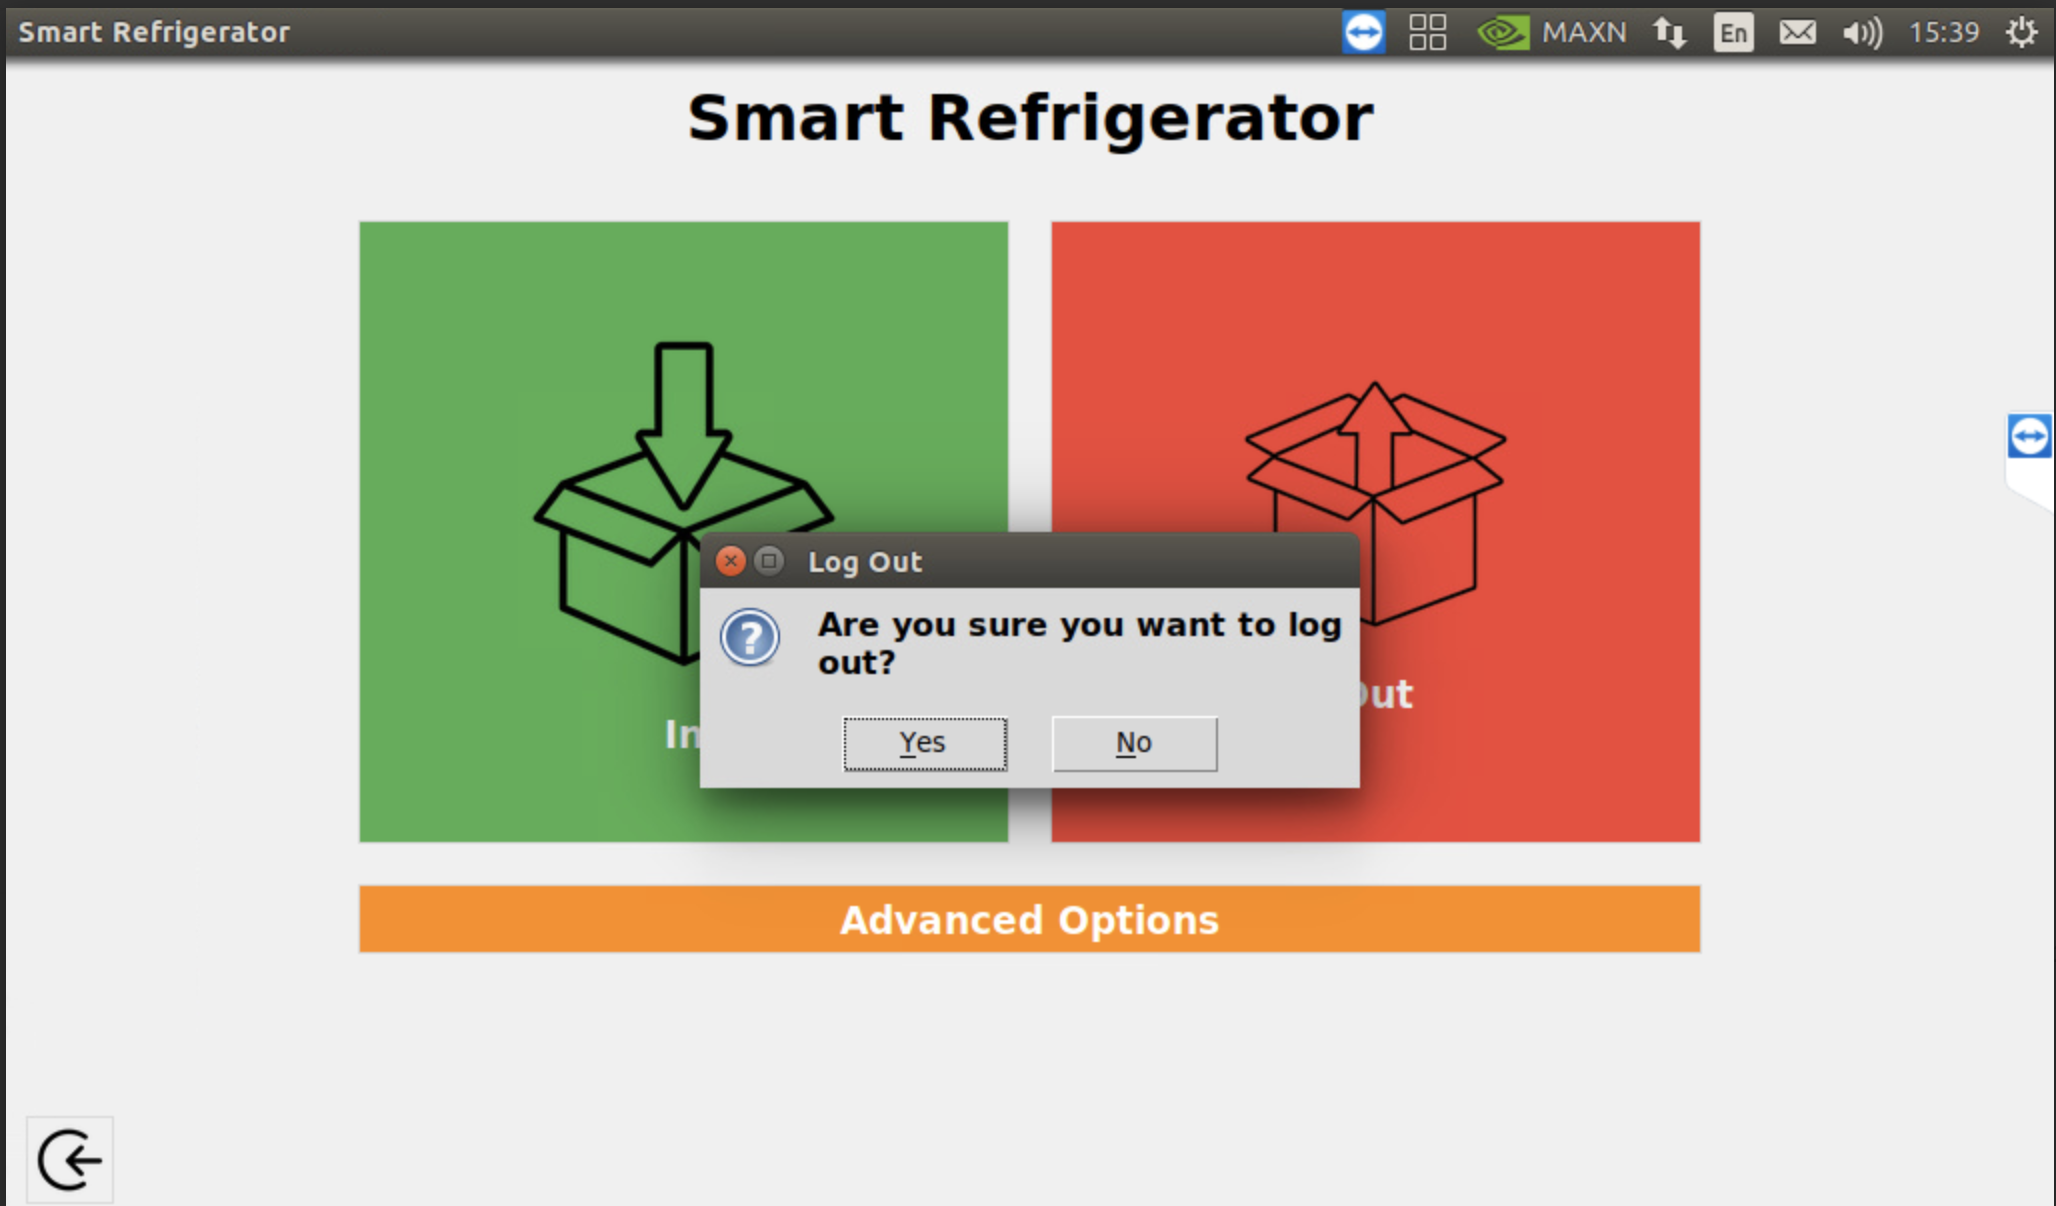 Smart Refrigerator
MAXN
En
15:39
Smart Refrigerator
Log Out
?
Are you sure you want to log
out?
Yes
No
In
Advanced Options